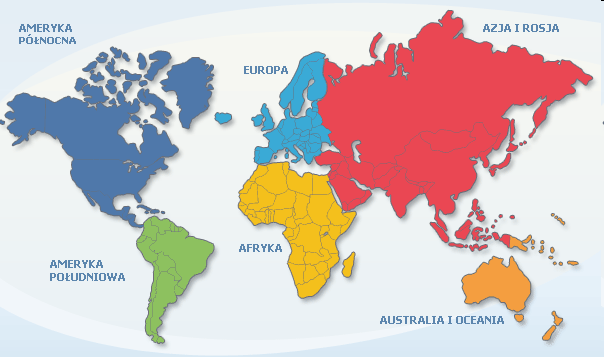 AMERYKA
PÓŁNOCNA
AZJA I ROSJA
EUROPA
AFRYKA
AMERYKA
POŁUDNIOWA
AUSTRALIA I OCEANIA